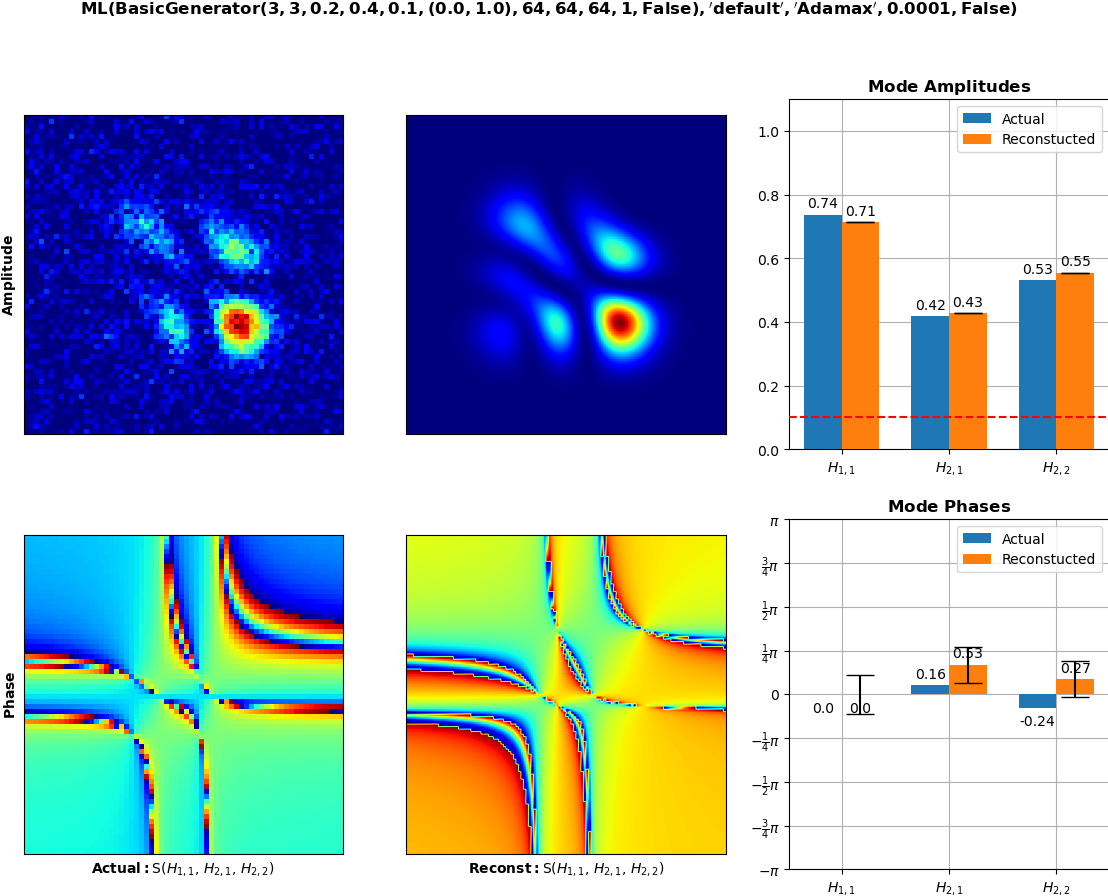 ML(BasicGenerator(3, 3, 0.2, 0.4, 0.1, (0.0, 1.0), 64, 64, 64, 1, False), ′default′, ′Adamax′, 0.0001, False)
Mode Amplitudes
Amplitude
Actual
Reconstucted
1.0
0.8
0.6
0.4
0.2
0.0
0.74
0.71
0.42
0.43
0.53
0.55
H1,1
H2,1
H2,2
Mode Phases
Phase
Actual
Reconstucted
π
3/4π
1/2π
1/4π
0
−1/4π
−1/2π
−3/4π
−π
0.0
0.0
0.16
0.53
-0.24
0.27
H1,1
H2,1
H2,2
Actual: S(H1,1, H2,1, H2,2)
Reconst: S(H1,1, H2,1, H2,2)